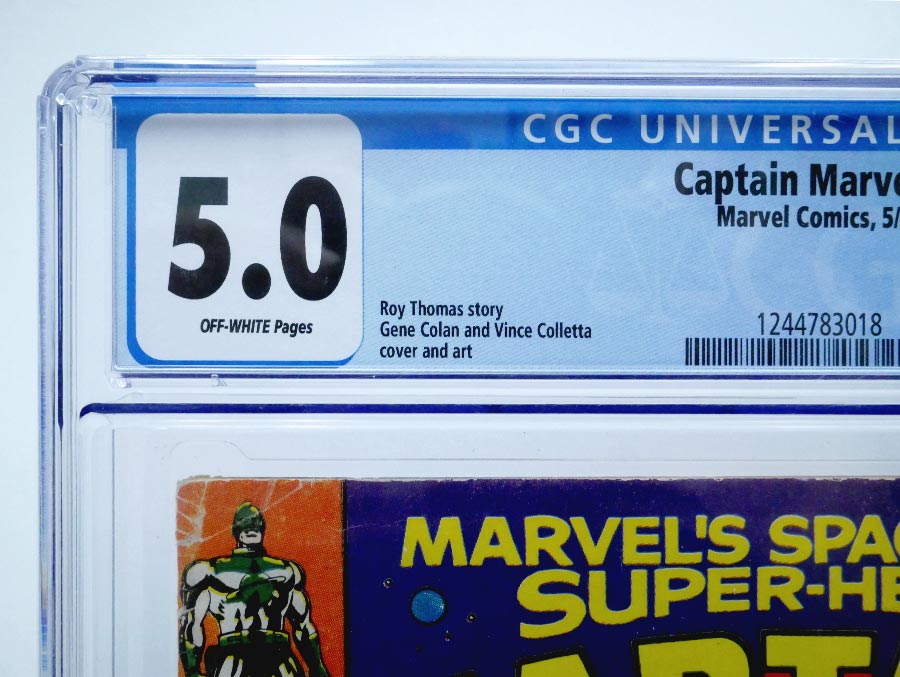 CGC UNIVERSAL
5.0
OFF-WHITE Pages
Captain Marve
Marvel Comics, 5/
Roy Thomas story
Gene Colan and Vince Colletta
cover and art
1244783018
MARVEL'S SPAC
SUPER-HE
APTA